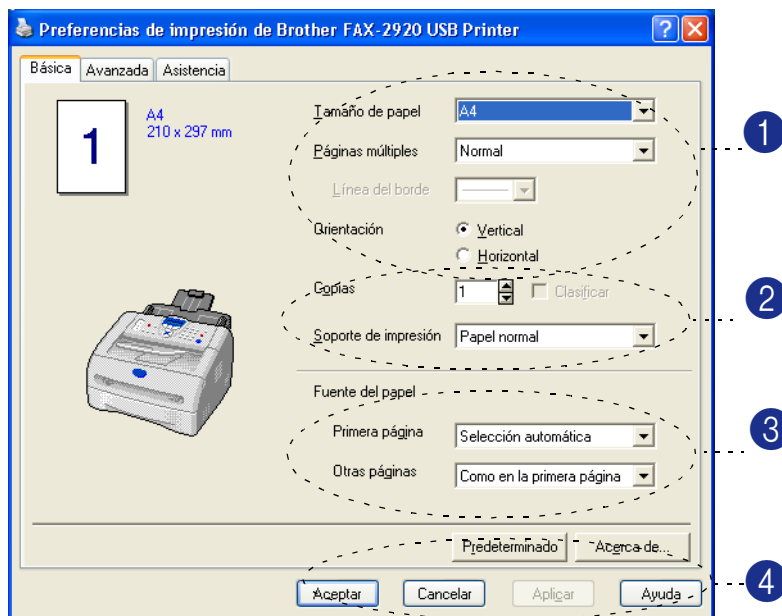 Preferencias de impresión de Brother FAX-2920 USB Printer
Básica Avanzada Asistencia
1
A4
210 x 297 mm
Tamaño de papel A4
1
Páginas múltiples Normal
Línea del borde
Orientación Vertical
Horizontal
Copias 1 Clasificar
2
Soporte de impresión Papel normal
Fuente del papel
Primera página Selección automática
3
Otras páginas Como en la primera página
Predeterminado Acerca de...
Aceptar Cancelar Aplicar Ayuda
4